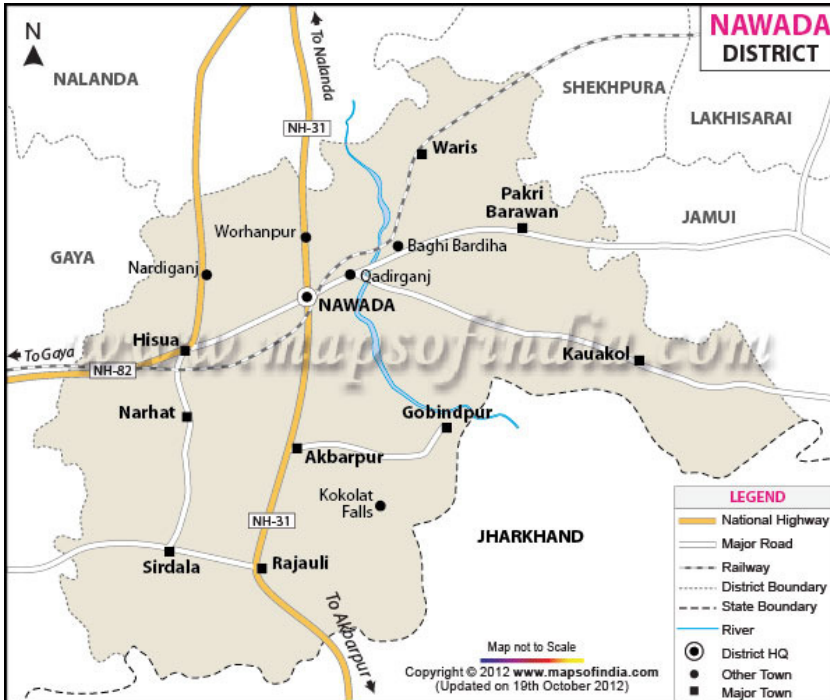 NAWADA
DISTRICT
N
To Nalanda
NALANDA
SHEKHPURA
LAKHISARAI
NH-31
Waris
Pakri
Barawan
JAMUI
Worhanpur
Baghi Bardiha
GAYA
Nardiganj
Qadirganj
NAWADA
www.mapsofindia.com
Hisua
To Gaya
Kauakol
NH-82
Narhat
Gobindpur
Akbarpur
Kokolat
Falls
NH-31
JHARKHAND
Sirdala
Rajauli
To Akbarpur
LEGEND
National Highway
Major Road
Railway
District Boundary
State Boundary
River
District HQ
Other Town
Major Town
Map not to Scale
Copyright © 2012 www.mapsofindia.com
(Updated on 19th October 2012)